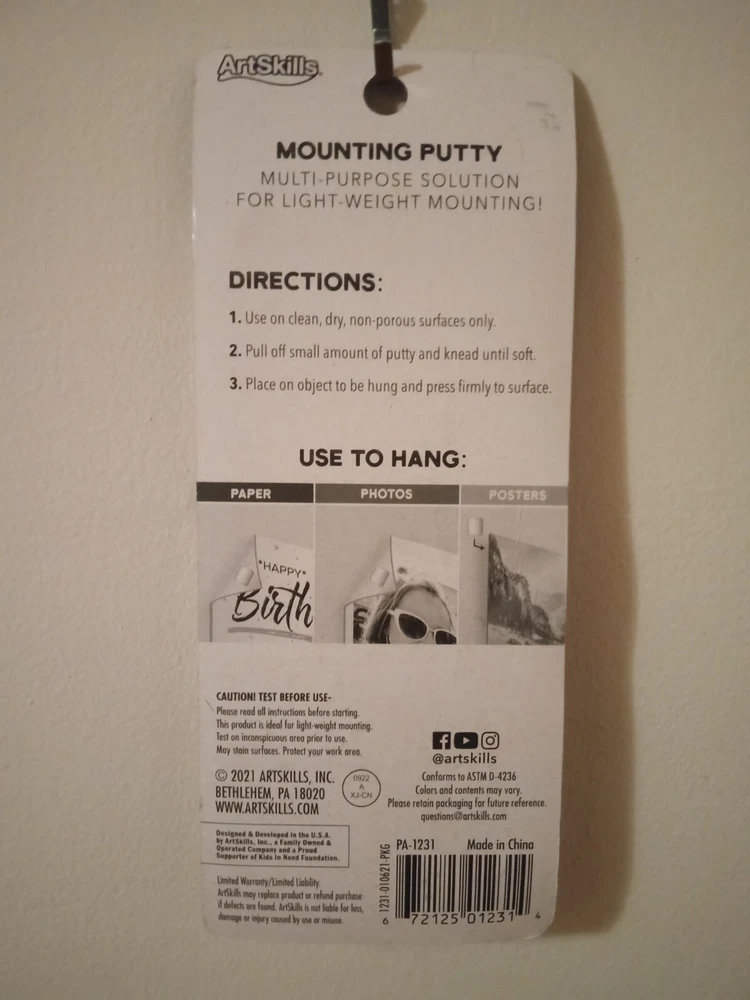 ArtSkills
MOUNTING PUTTY
MULTI-PURPOSE SOLUTION
FOR LIGHT-WEIGHT MOUNTING!
DIRECTIONS:
1. Use on clean, dry, non-porous surfaces only.
2. Pull off small amount of putty and knead until soft.
3. Place on object to be hung and press firmly to surface.
USE TO HANG:
PAPER
PHOTOS
POSTERS
*HAPPY*
Birth
CAUTION! TEST BEFORE USE-
Please read all instructions before starting.
This product is ideal for light-weight mounting.
Test on inconspicuous area prior to use.
May stain surfaces. Protect your work area.
© 2021 ARTSKILLS, INC.
BETHLEHEM, PA 18020
WWW.ARTSKILLS.COM
0922
A
XJ-CN
Designed & Developed in the U.S.A.
by ArtSkills, Inc., a Family Owned &
Operated Company and a Proud
Supporter of Kids In Need Foundation.
Limited Warranty/Limited Liability
ArtSkills may replace product or refund purchase
if defects are found. ArtSkills is not liable for loss,
damage or injury caused by use or misuse.
@artskills
Conforms to ASTM D-4236
Colors and contents may vary.
Please retain packaging for future reference.
questions@artskills.com
PA-1231
Made in China
1231-010621-PKG
6 72125 01231 4